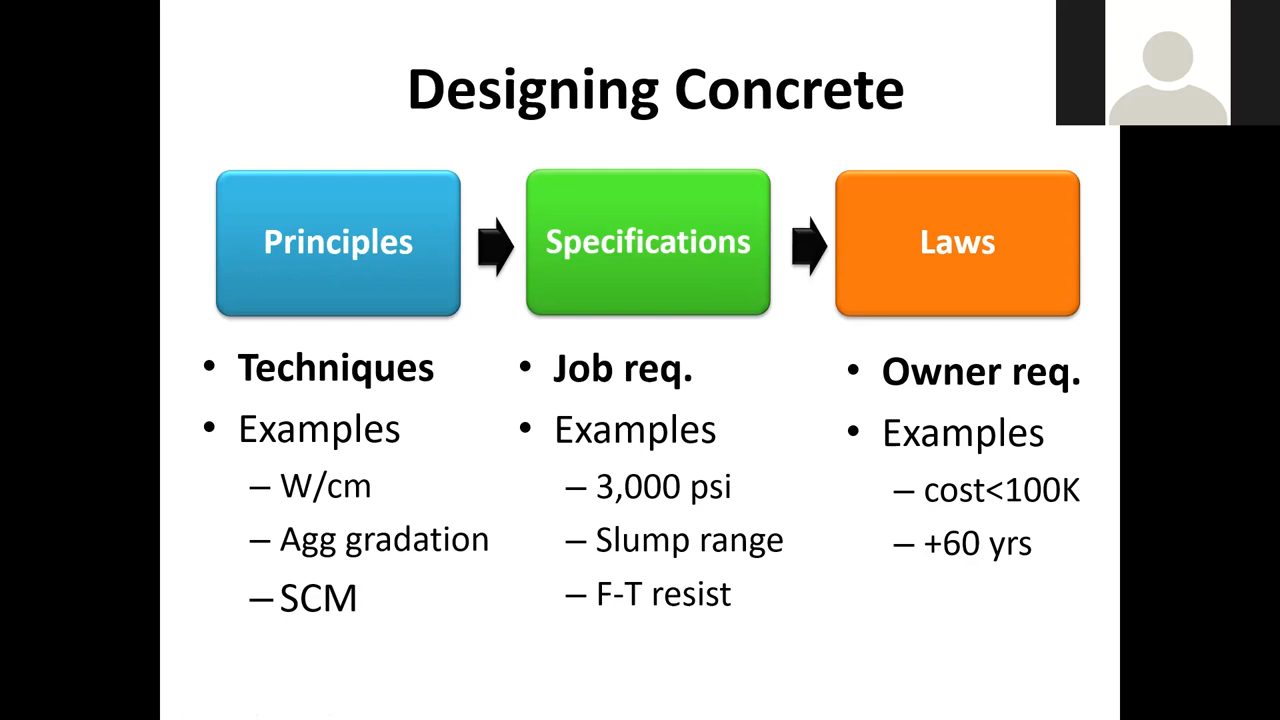 Designing Concrete
Principles
Specifications
Laws
• Techniques
• Examples
– W/cm
– Agg gradation
– SCM
• Job req.
• Examples
– 3,000 psi
– Slump range
– F-T resist
• Owner req.
• Examples
– cost<100K
– +60 yrs